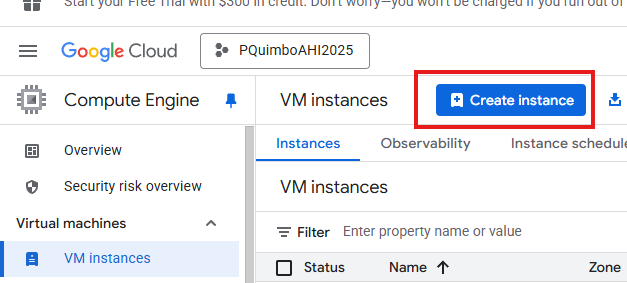 Start your Free Trial with $300 in credit. Don't worry—you won't be charged if you run out of
Google Cloud
PQuimboAHI2025
Compute Engine
VM instances
Create instance
Instances
Observability
Instance schedule
Overview
Security risk overview
Virtual machines
VM instances
VM instances
Filter
Enter property name or value
Status
Name
Zone